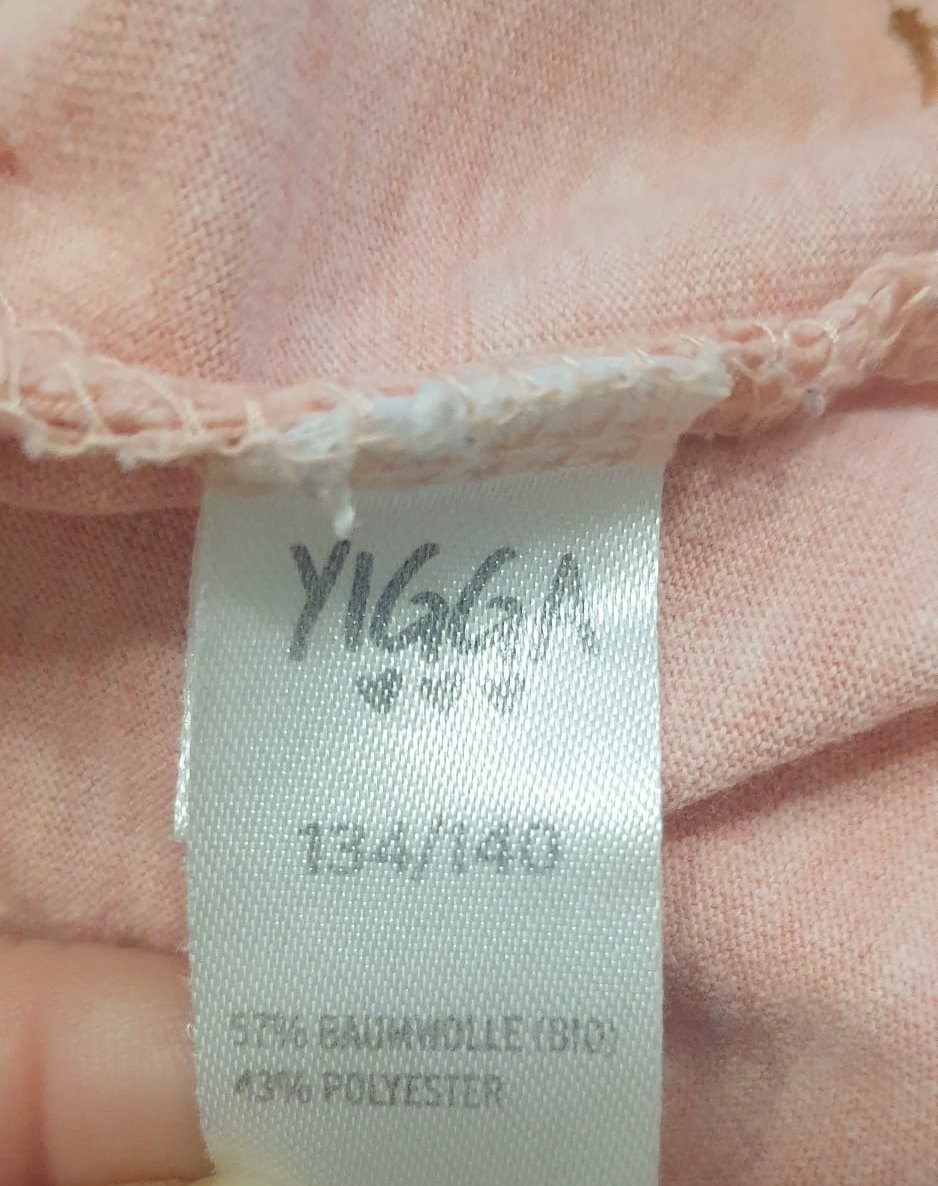 YIGGA
134/140
57% BAUMWOLLE (BIO)
43% POLYESTER